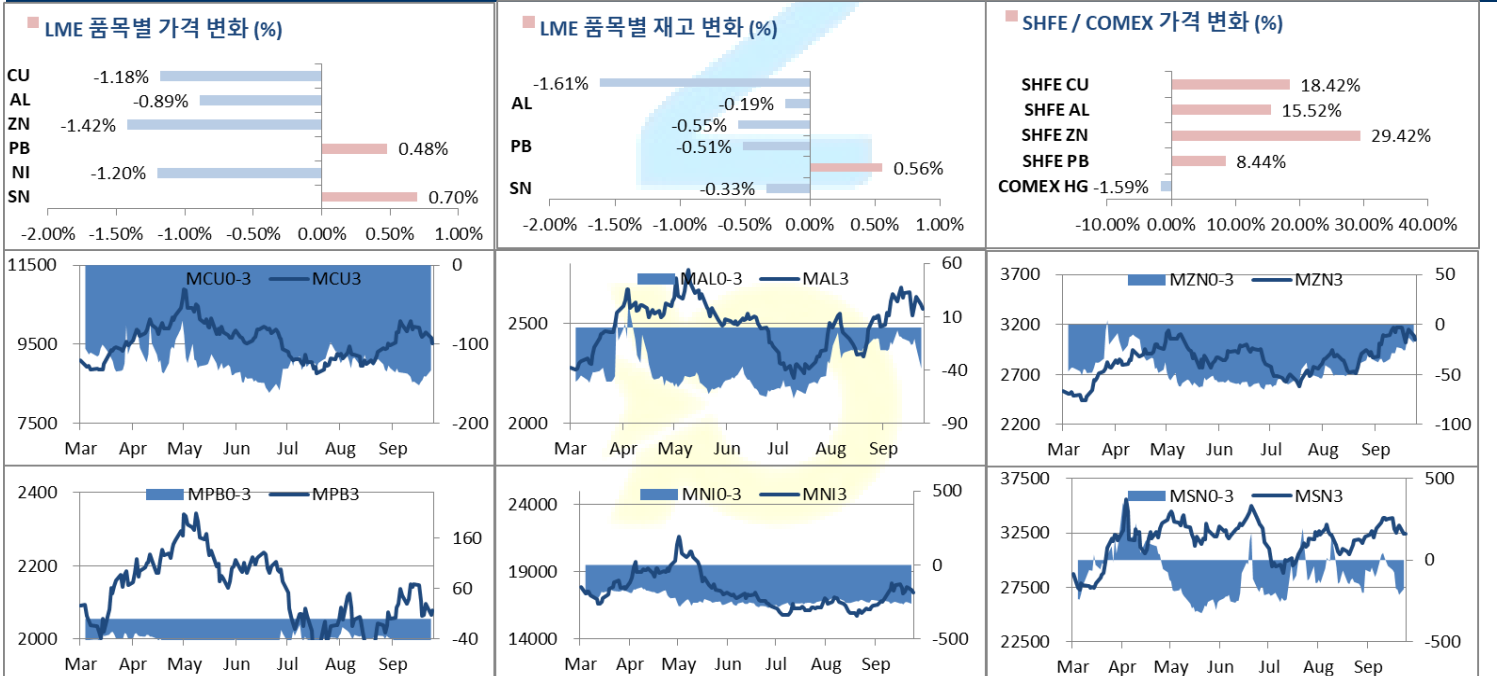 LME 품목별 가격 변화 (%)
CU
-1.18%
AL
-0.89%
ZN
-1.42%
PB
0.48%
NI
-1.20%
SN
0.70%
-2.00% -1.50% -1.00% -0.50% 0.00% 0.50% 1.00%
LME 품목별 재고 변화 (%)
-1.61%
AL
-0.19%
-0.55%
PB
-0.51%
0.56%
SN
-0.33%
-2.00% -1.50% -1.00% -0.50% 0.00% 0.50% 1.00%
SHFE / COMEX 가격 변화 (%)
SHFE CU
18.42%
SHFE AL
15.52%
SHFE ZN
29.42%
SHFE PB
8.44%
COMEX HG
-1.59%
-10.00% 0.00% 10.00% 20.00% 30.00% 40.00%
MCU0-3 MCU3
11500
9500
7500
0
-100
-200
Mar Apr May Jun Jul Aug Sep
MAL0-3 MAL3
2500
2000
60
10
-40
-90
Mar Apr May Jun Jul Aug Sep
MZN0-3 MZN3
3700
3200
2700
2200
50
0
-50
-100
Mar Apr May Jun Jul Aug Sep
MPB0-3 MPB3
2400
2200
2000
160
60
-40
Mar Apr May Jun Jul Aug Sep
MNI0-3 MNI3
24000
19000
14000
500
0
-500
Mar Apr May Jun Jul Aug Sep
MSN0-3 MSN3
37500
32500
27500
22500
500
0
-500
Mar Apr May Jun Jul Aug Sep